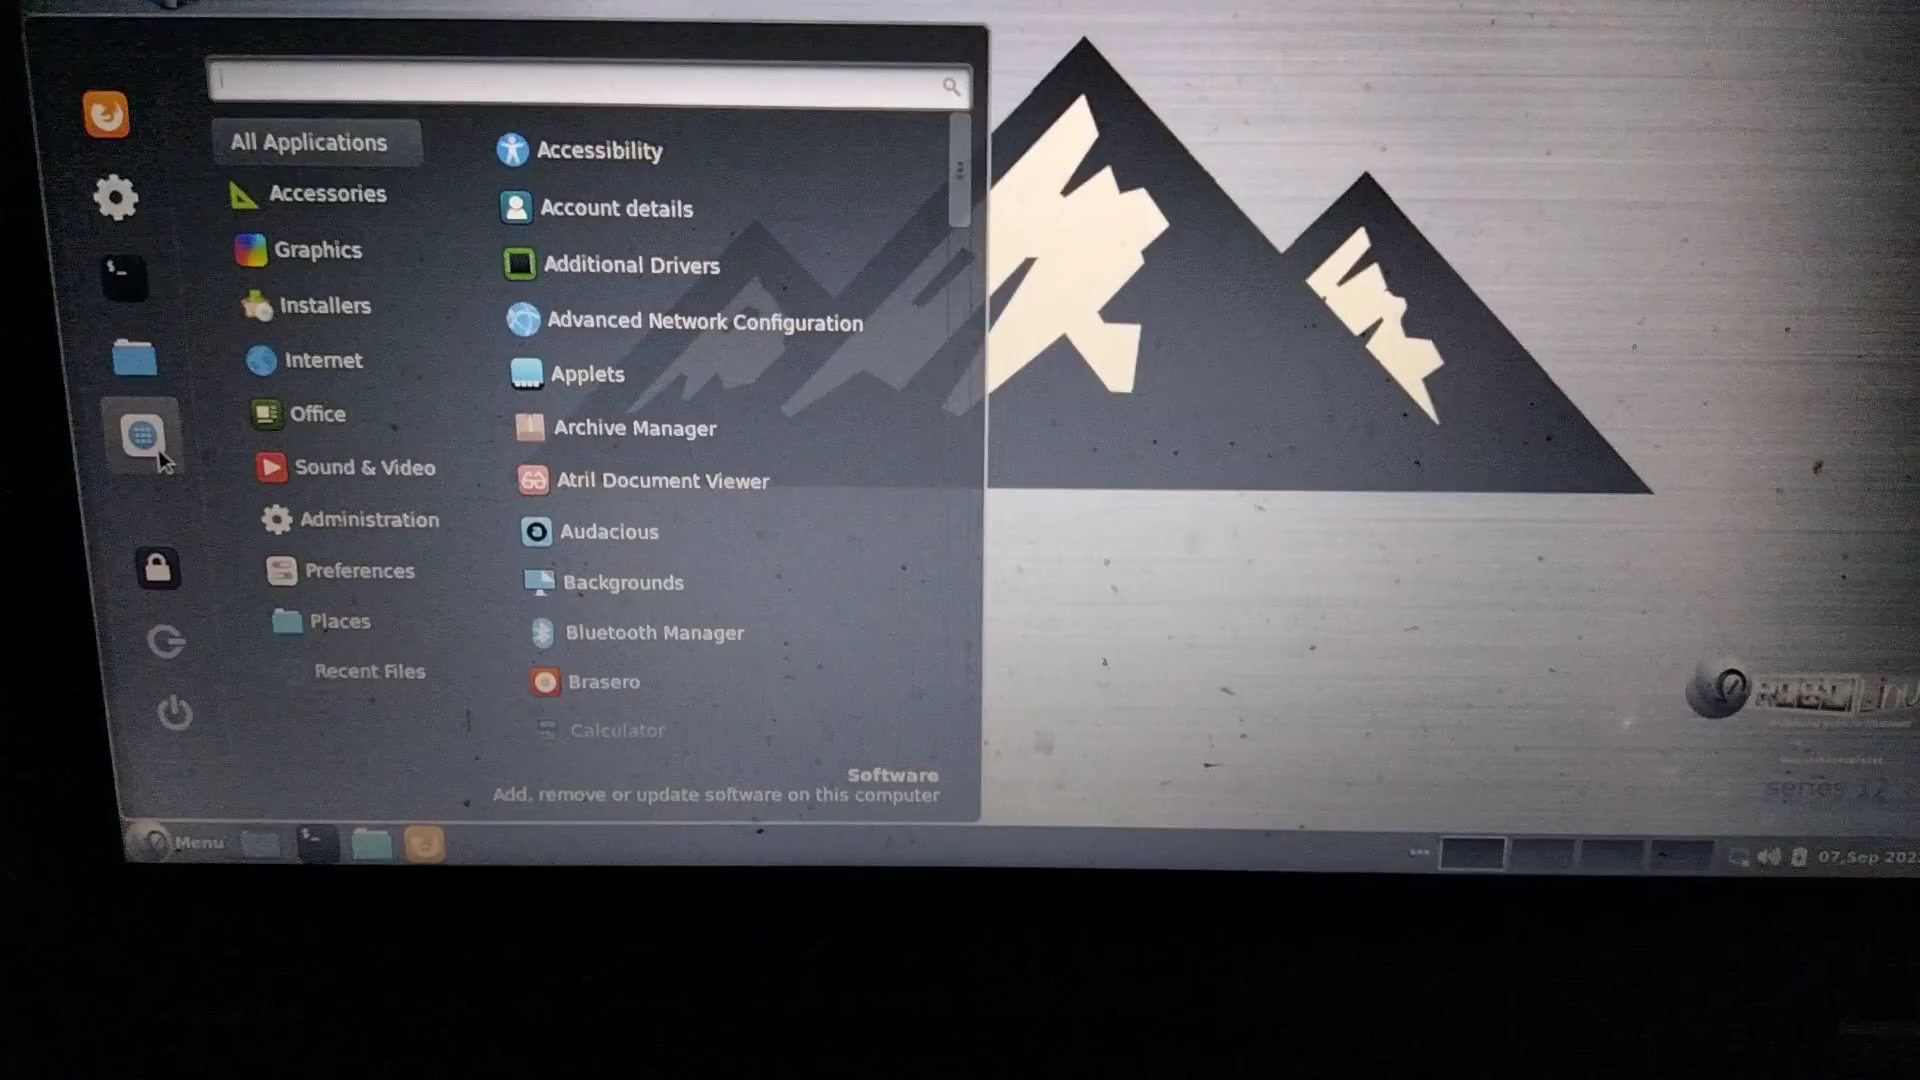 All Applications
Accessories
Graphics
Installers
Internet
Office
Sound & Video
Administration
Preferences
Places
Recent Files
Accessibility
Account details
Additional Drivers
Advanced Network Configuration
Applets
Archive Manager
Atril Document Viewer
Audacious
Backgrounds
Bluetooth Manager
Brasero
Calculator
Software
Add, remove or update software on this computer
series 12
Menu
07,Sep